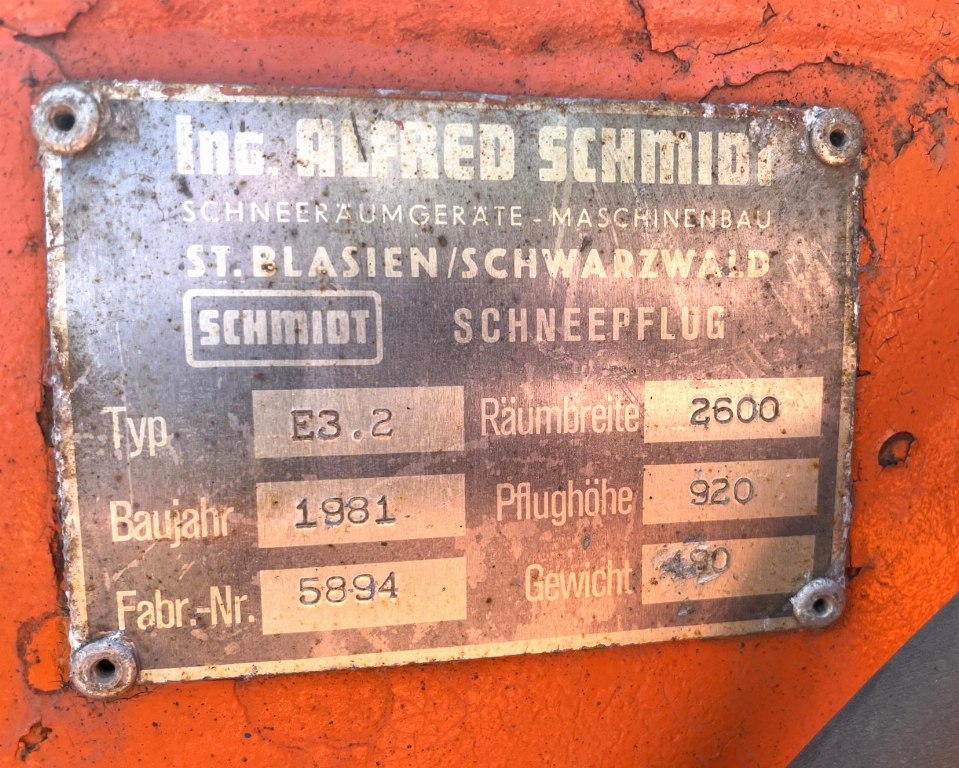 Ing. ALFRED SCHMIDT
SCHNEERÄUMGERÄTE - MASCHINENBAU
ST. BLASIEN/SCHWARZWALD
SCHMIDT SCHNEEPFLUG
Typ E3.2 Räumbreite 2600
Baujahr 1981 Pflughöhe 920
Fabr.-Nr. 5894 Gewicht